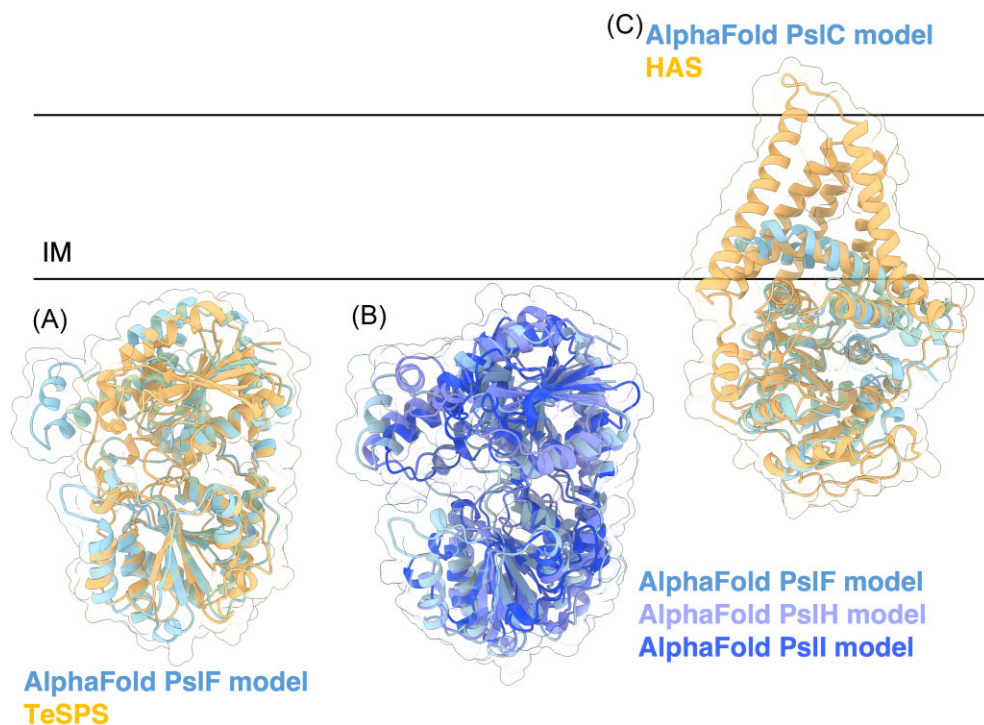 (C) AlphaFold PslC model
HAS
IM
(A)
(B)
AlphaFold PslF model
AlphaFold PslH model
AlphaFold PslI model
AlphaFold PslF model
TeSPS